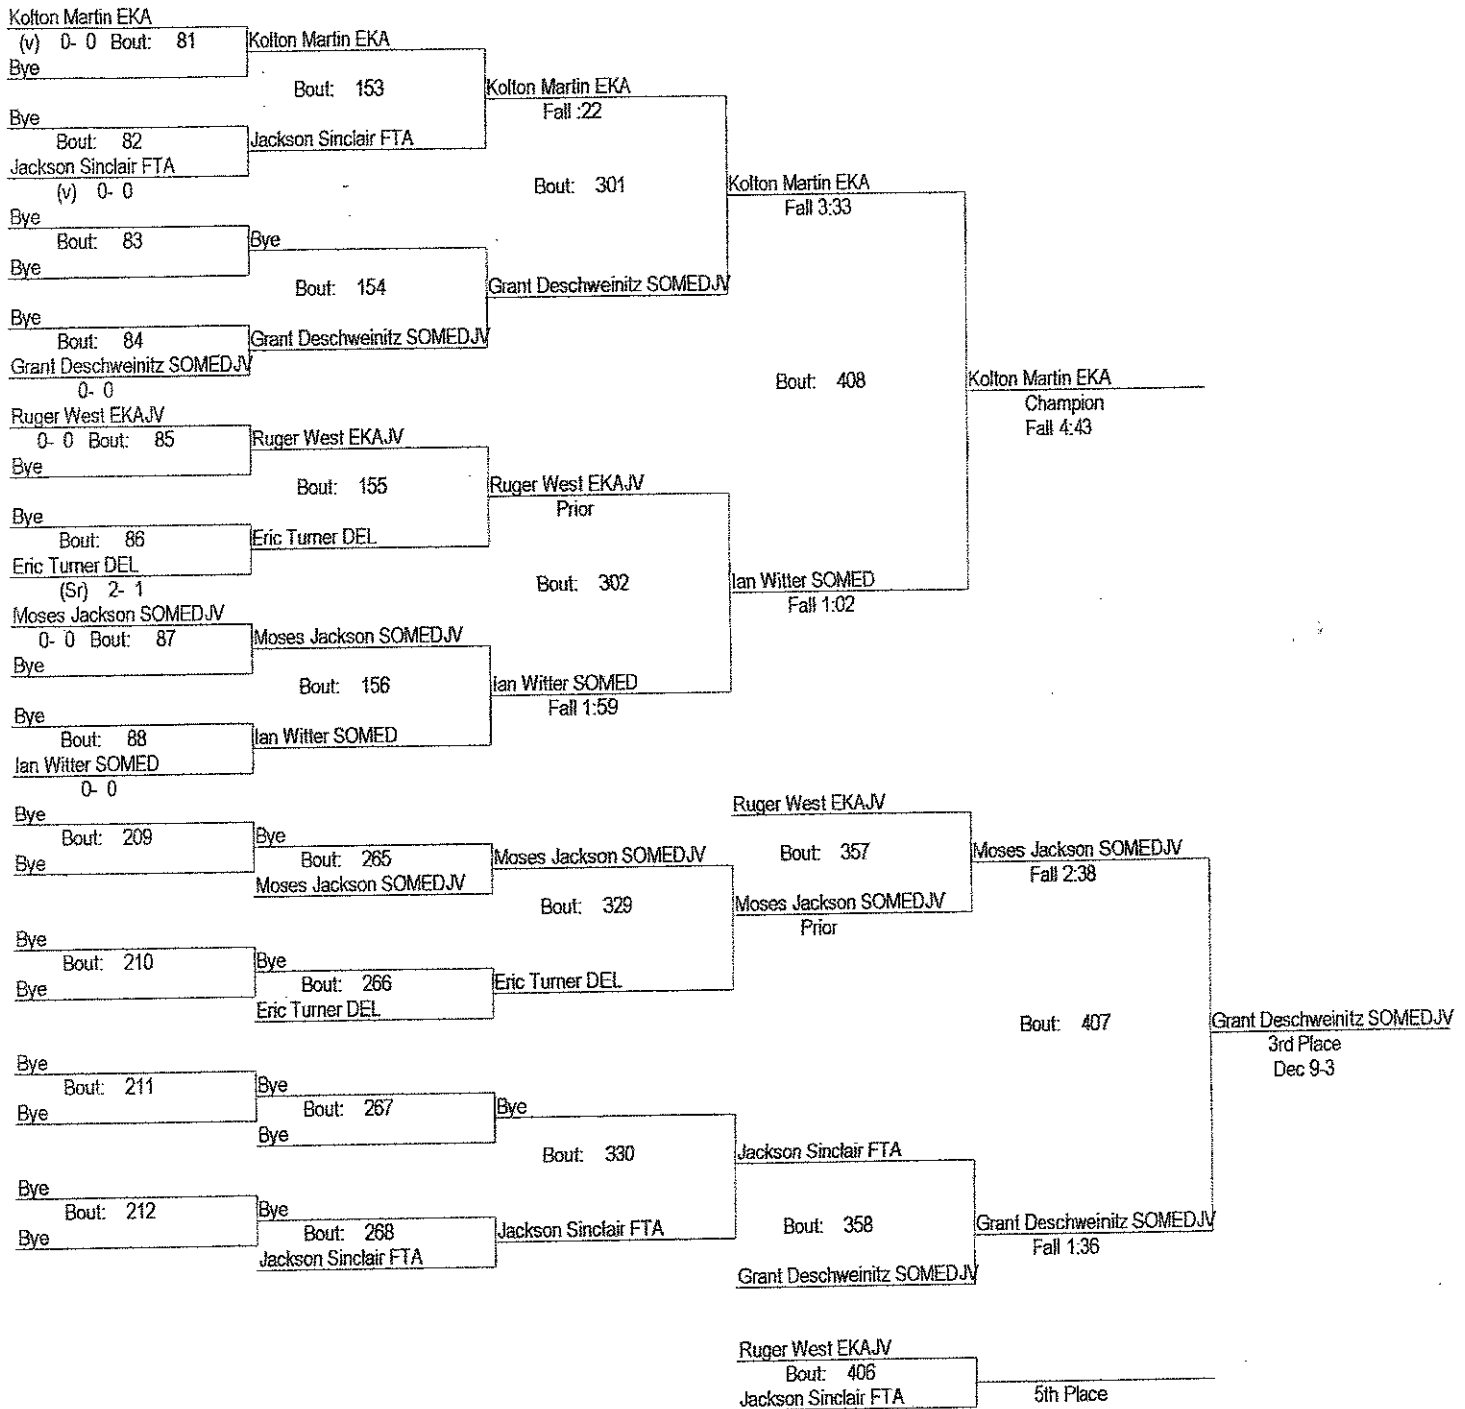 Kolton Martin EKA
(v) 0- 0 Bout: 81
Bye
Kolton Martin EKA
Bout: 153
Bye
Bout: 82
Jackson Sinclair FTA
(v) 0- 0
Jackson Sinclair FTA
Kolton Martin EKA
Fall :22
Bout: 301
Bye
Bout: 83
Bye
Bye
Bout: 154
Bye
Bout: 84
Grant Deschweinitz SOMEDJV
0- 0
Grant Deschweinitz SOMEDJV
Grant Deschweinitz SOMEDJV
Kolton Martin EKA
Fall 3:33
Bout: 408
Ruger West EKAJV
0- 0 Bout: 85
Bye
Ruger West EKAJV
Bout: 155
Bye
Bout: 86
Eric Turner DEL
(Sr) 2- 1
Eric Turner DEL
Ruger West EKAJV
Prior
Bout: 302
Moses Jackson SOMEDJV
0- 0 Bout: 87
Bye
Moses Jackson SOMEDJV
Bout: 156
Bye
Bout: 88
Ian Witter SOMED
0- 0
Ian Witter SOMED
Ian Witter SOMED
Fall 1:59
Ian Witter SOMED
Fall 1:02
Kolton Martin EKA
Champion
Fall 4:43
Bye
Bout: 209
Bye
Bye
Bout: 265
Moses Jackson SOMEDJV
Moses Jackson SOMEDJV
Bout: 329
Bye
Bout: 210
Bye
Bye
Bout: 266
Eric Turner DEL
Eric Turner DEL
Ruger West EKAJV
Bout: 357
Moses Jackson SOMEDJV
Prior
Moses Jackson SOMEDJV
Fall 2:38
Bout: 407
Bye
Bout: 211
Bye
Bye
Bout: 267
Bye
Bye
Bout: 330
Bye
Bout: 212
Bye
Bye
Bout: 268
Jackson Sinclair FTA
Jackson Sinclair FTA
Jackson Sinclair FTA
Bout: 358
Grant Deschweinitz SOMEDJV
Grant Deschweinitz SOMEDJV
Fall 1:36
Grant Deschweinitz SOMEDJV
3rd Place
Dec 9-3
Ruger West EKAJV
Bout: 406
Jackson Sinclair FTA
5th Place